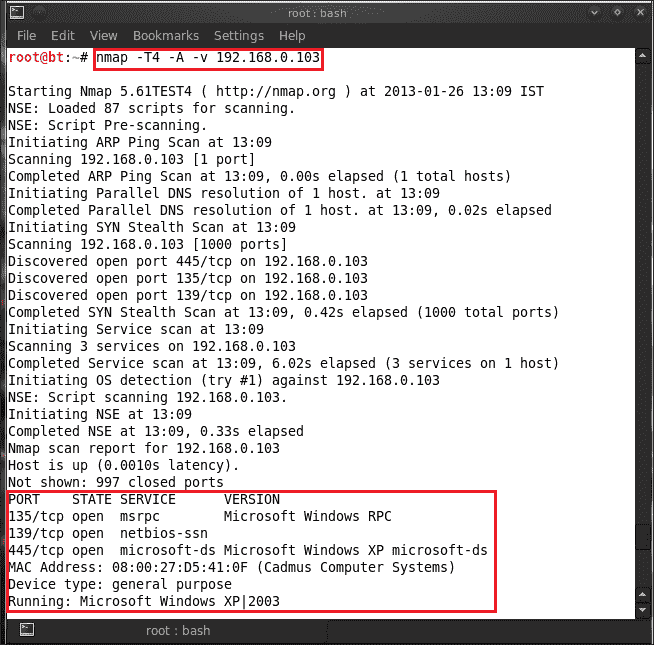 root : bash
File Edit View Bookmarks Settings Help
root@bt:~# nmap -T4 -A -v 192.168.0.103
Starting Nmap 5.61TEST4 ( http://nmap.org ) at 2013-01-26 13:09 IST
NSE: Loaded 87 scripts for scanning.
NSE: Script Pre-scanning.
Initiating ARP Ping Scan at 13:09
Scanning 192.168.0.103 [1 port]
Completed ARP Ping Scan at 13:09, 0.00s elapsed (1 total hosts)
Initiating Parallel DNS resolution of 1 host. at 13:09
Completed Parallel DNS resolution of 1 host. at 13:09, 0.02s elapsed
Initiating SYN Stealth Scan at 13:09
Scanning 192.168.0.103 [1000 ports]
Discovered open port 445/tcp on 192.168.0.103
Discovered open port 135/tcp on 192.168.0.103
Discovered open port 139/tcp on 192.168.0.103
Completed SYN Stealth Scan at 13:09, 0.42s elapsed (1000 total ports)
Initiating Service scan at 13:09
Scanning 3 services on 192.168.0.103
Completed Service scan at 13:09, 6.02s elapsed (3 services on 1 host)
Initiating OS detection (try #1) against 192.168.0.103
NSE: Script scanning 192.168.0.103.
Initiating NSE at 13:09
Completed NSE at 13:09, 0.33s elapsed
Nmap scan report for 192.168.0.103
Host is up (0.0010s latency).
Not shown: 997 closed ports
PORT    STATE SERVICE      VERSION
135/tcp open  msrpc        Microsoft Windows RPC
139/tcp open  netbios-ssn
445/tcp open  microsoft-ds Microsoft Windows XP microsoft-ds
MAC Address: 08:00:27:D5:41:0F (Cadmus Computer Systems)
Device type: general purpose
Running: Microsoft Windows XP|2003
root : bash